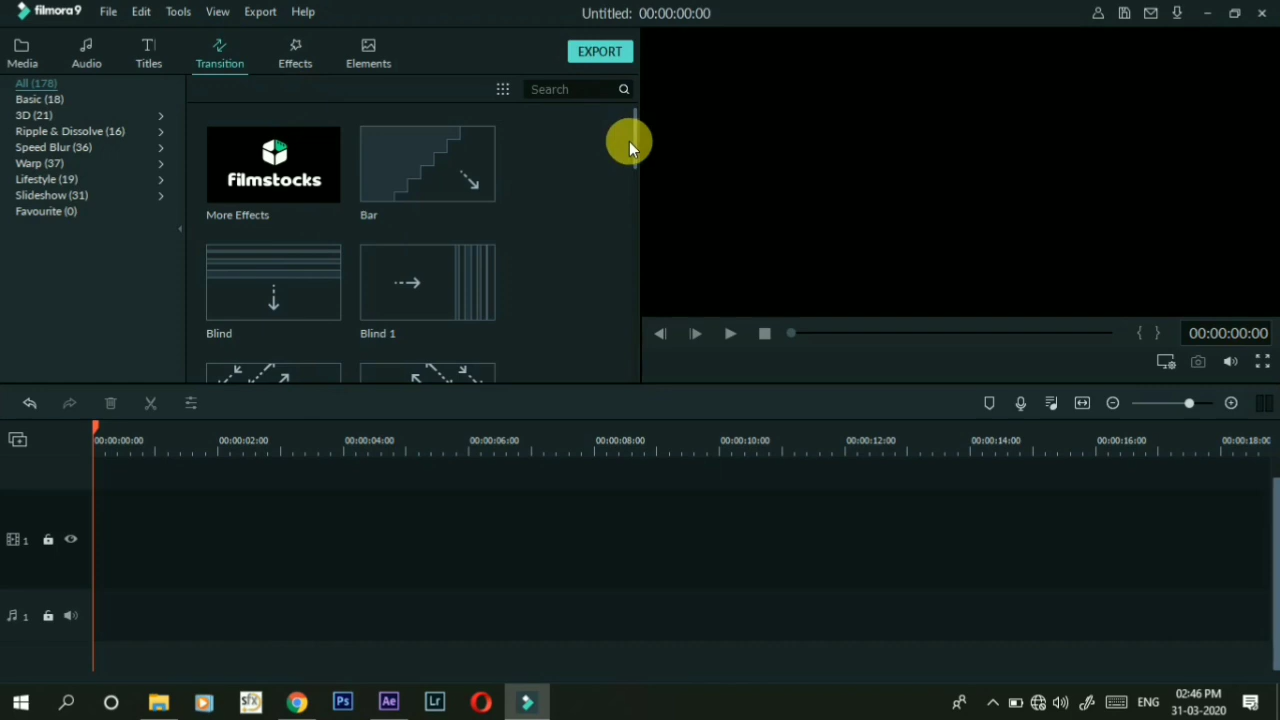 filmora9 File Edit Tools View Export Help Untitled: 00:00:00:00
Media Audio Titles Transition Effects Elements EXPORT
All (178)
Basic (18)
3D (21)
Ripple & Dissolve (16)
Speed Blur (36)
Warp (37)
Lifestyle (19)
Slideshow (31)
Favourite (0)
Search
filmstocks
More Effects Bar
Blind Blind 1
{ } 00:00:00:00
00:00:00:00 00:00:02:00 00:00:04:00 00:00:06:00 00:00:08:00 00:00:10:00 00:00:12:00 00:00:14:00 00:00:16:00 00:00:18:00
1
1
sfx Ps Ae Lr ENG 02:46 PM
31-03-2020